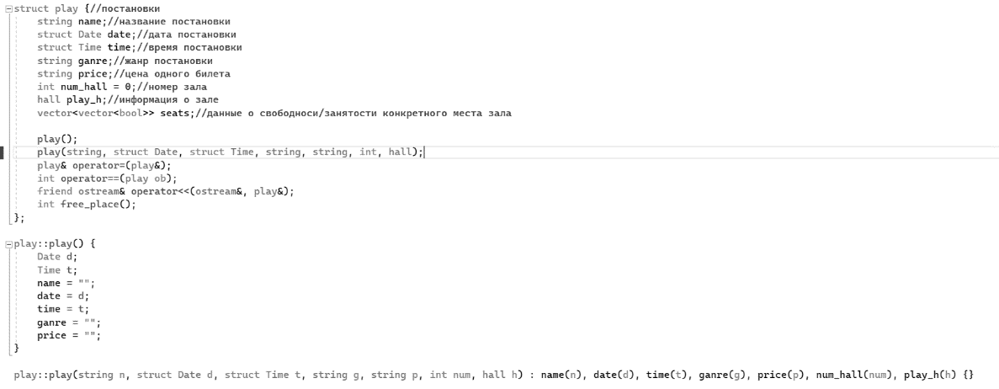 struct play {//постановки
string name;//название постановки
struct Date date;//дата постановки
struct Time time;//время постановки
string ganre;//жанр постановки
string price;//цена одного билета
int num_hall = 0;//номер зала
hall play_h;//информация о зале
vector<vector<bool>> seats;//данные о свободноси/занятости конкретного места зала
play();
play(string, struct Date, struct Time, string, string, int, hall);
play& operator=(play&);
int operator==(play ob);
friend ostream& operator<<(ostream&, play&);
int free_place();
};
play::play() {
Date d;
Time t;
name = "";
date = d;
time = t;
ganre = "";
price = "";
}
play::play(string n, struct Date d, struct Time t, string g, string p, int num, hall h) : name(n), date(d), time(t), ganre(g), price(p), num_hall(num), play_h(h) {}